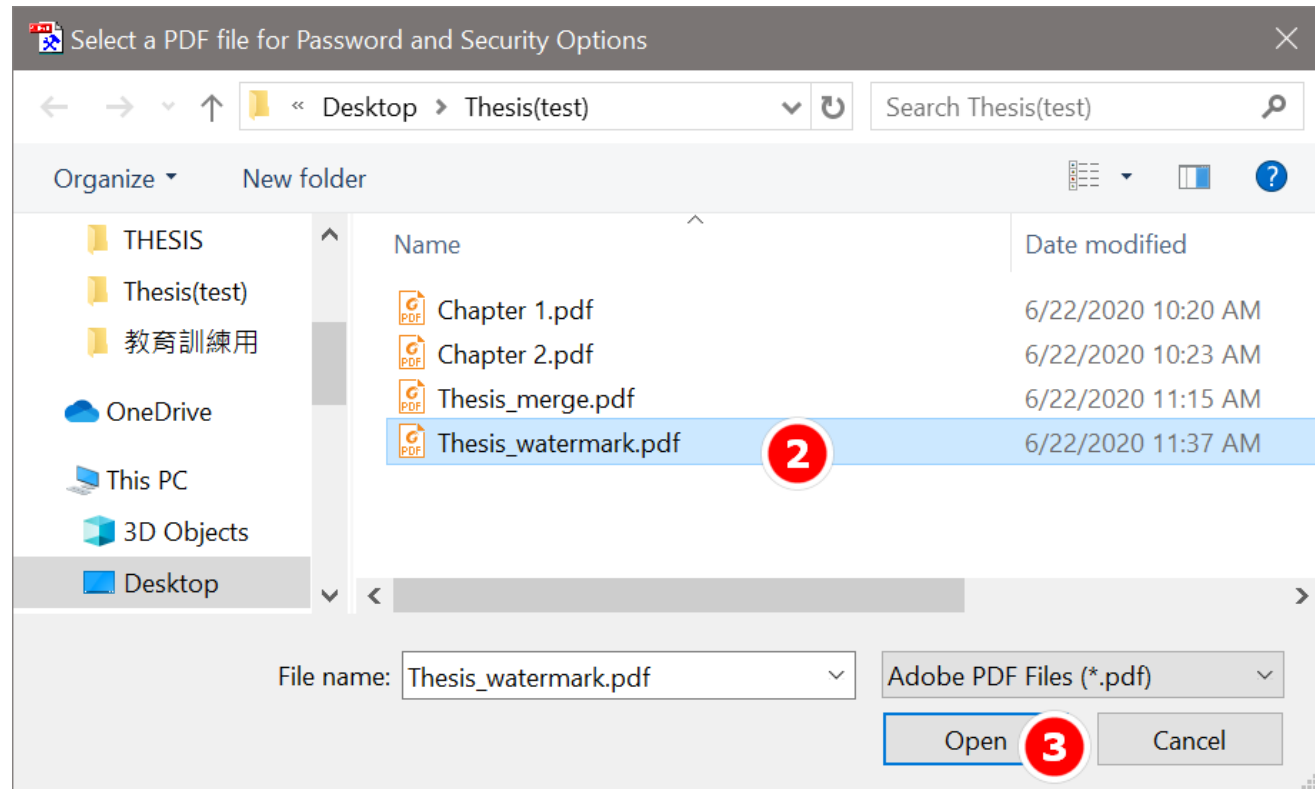 Select a PDF file for Password and Security Options
« Desktop > Thesis(test)
Search Thesis(test)
Organize
New folder
THESIS
Thesis(test)
教育訓練用
OneDrive
This PC
3D Objects
Desktop
Name Date modified
PDF Chapter 1.pdf 6/22/2020 10:20 AM
PDF Chapter 2.pdf 6/22/2020 10:23 AM
PDF Thesis_merge.pdf 6/22/2020 11:15 AM
PDF Thesis_watermark.pdf 2 6/22/2020 11:37 AM
File name: Thesis_watermark.pdf
Adobe PDF Files (*.pdf)
Open 3 Cancel